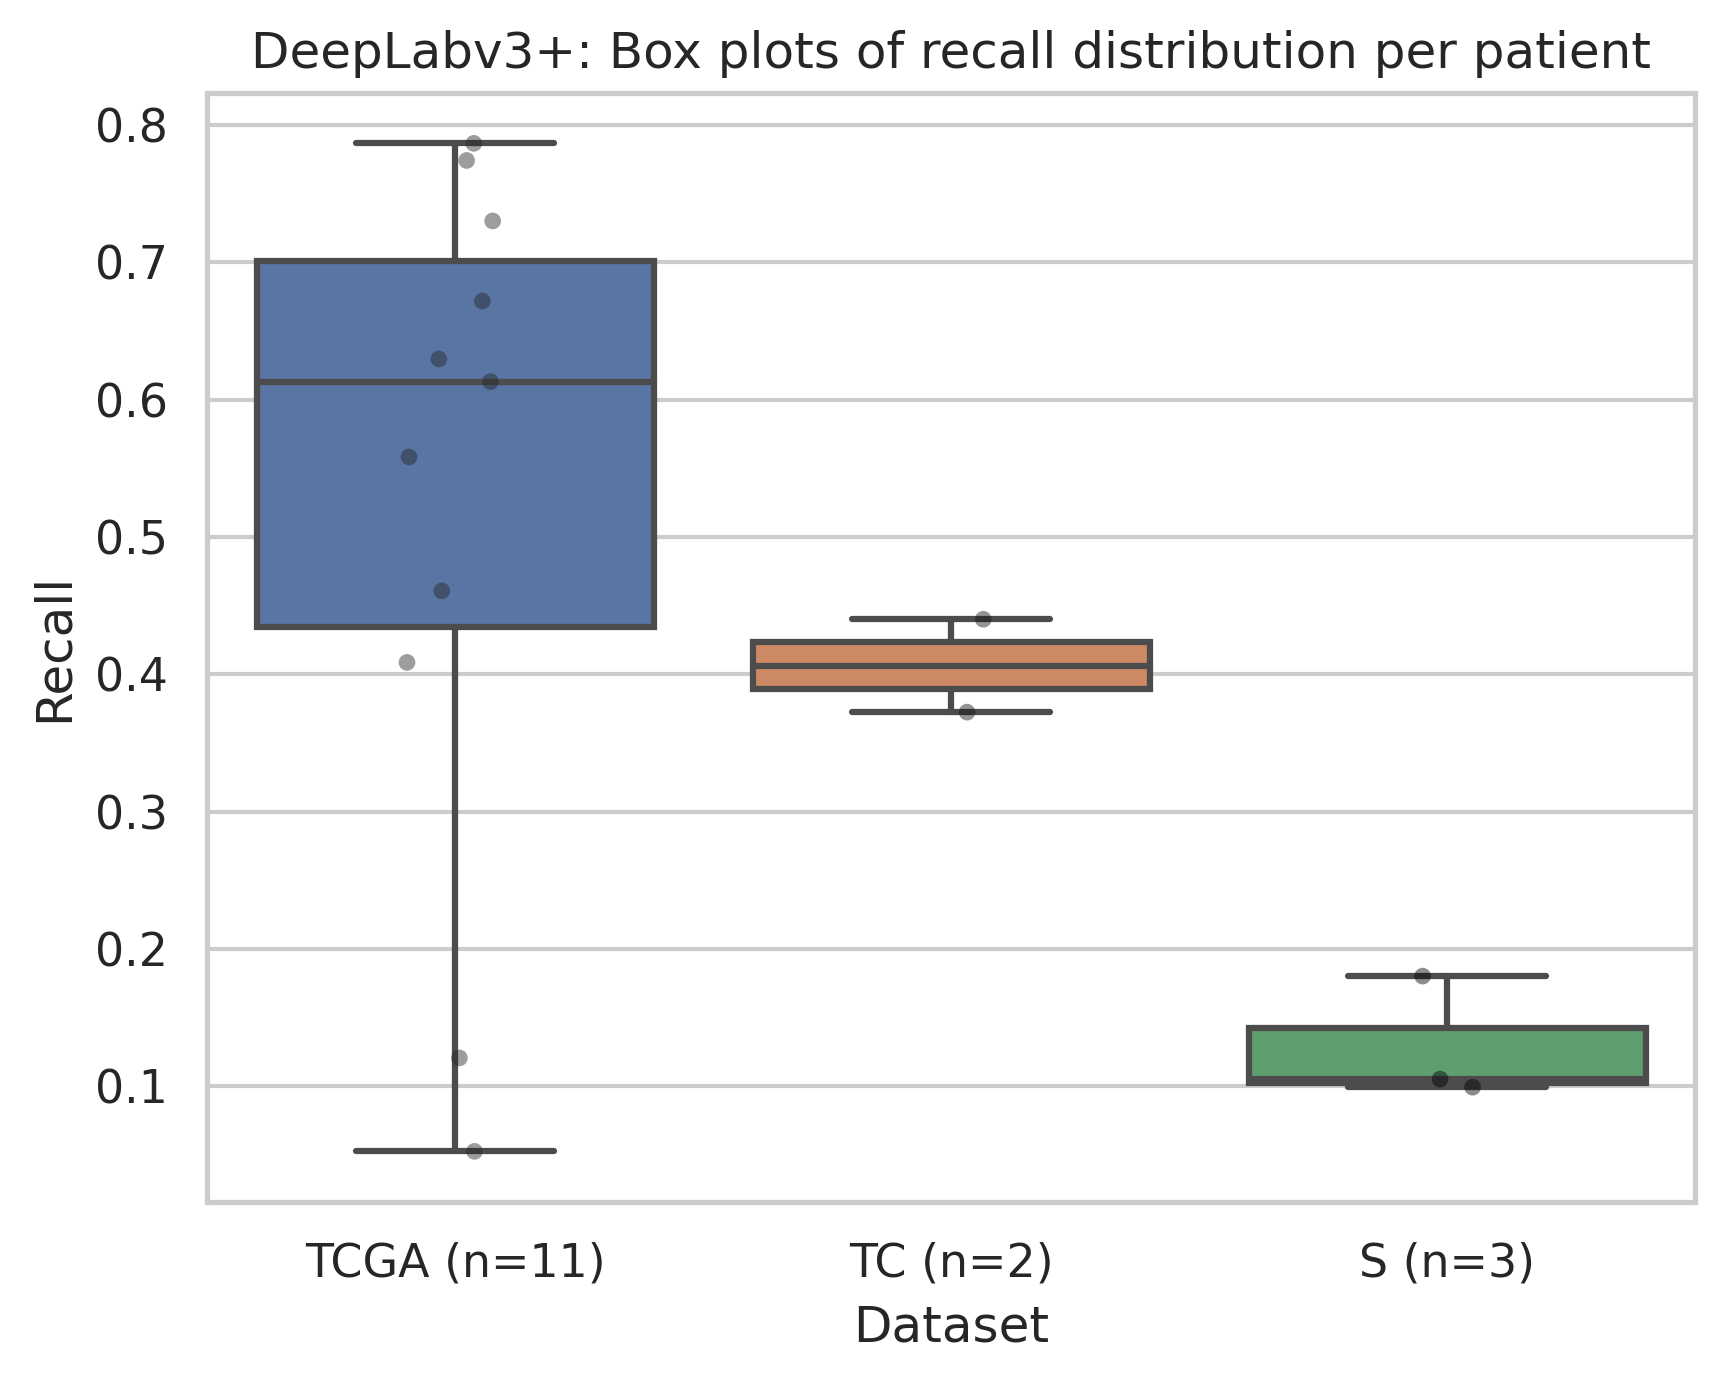 DeepLabv3+: Box plots of recall distribution per patient
0.8
0.7
0.6
0.5
0.4
0.3
0.2
0.1
Recall
TCGA (n=11)
TC (n=2)
S (n=3)
Dataset